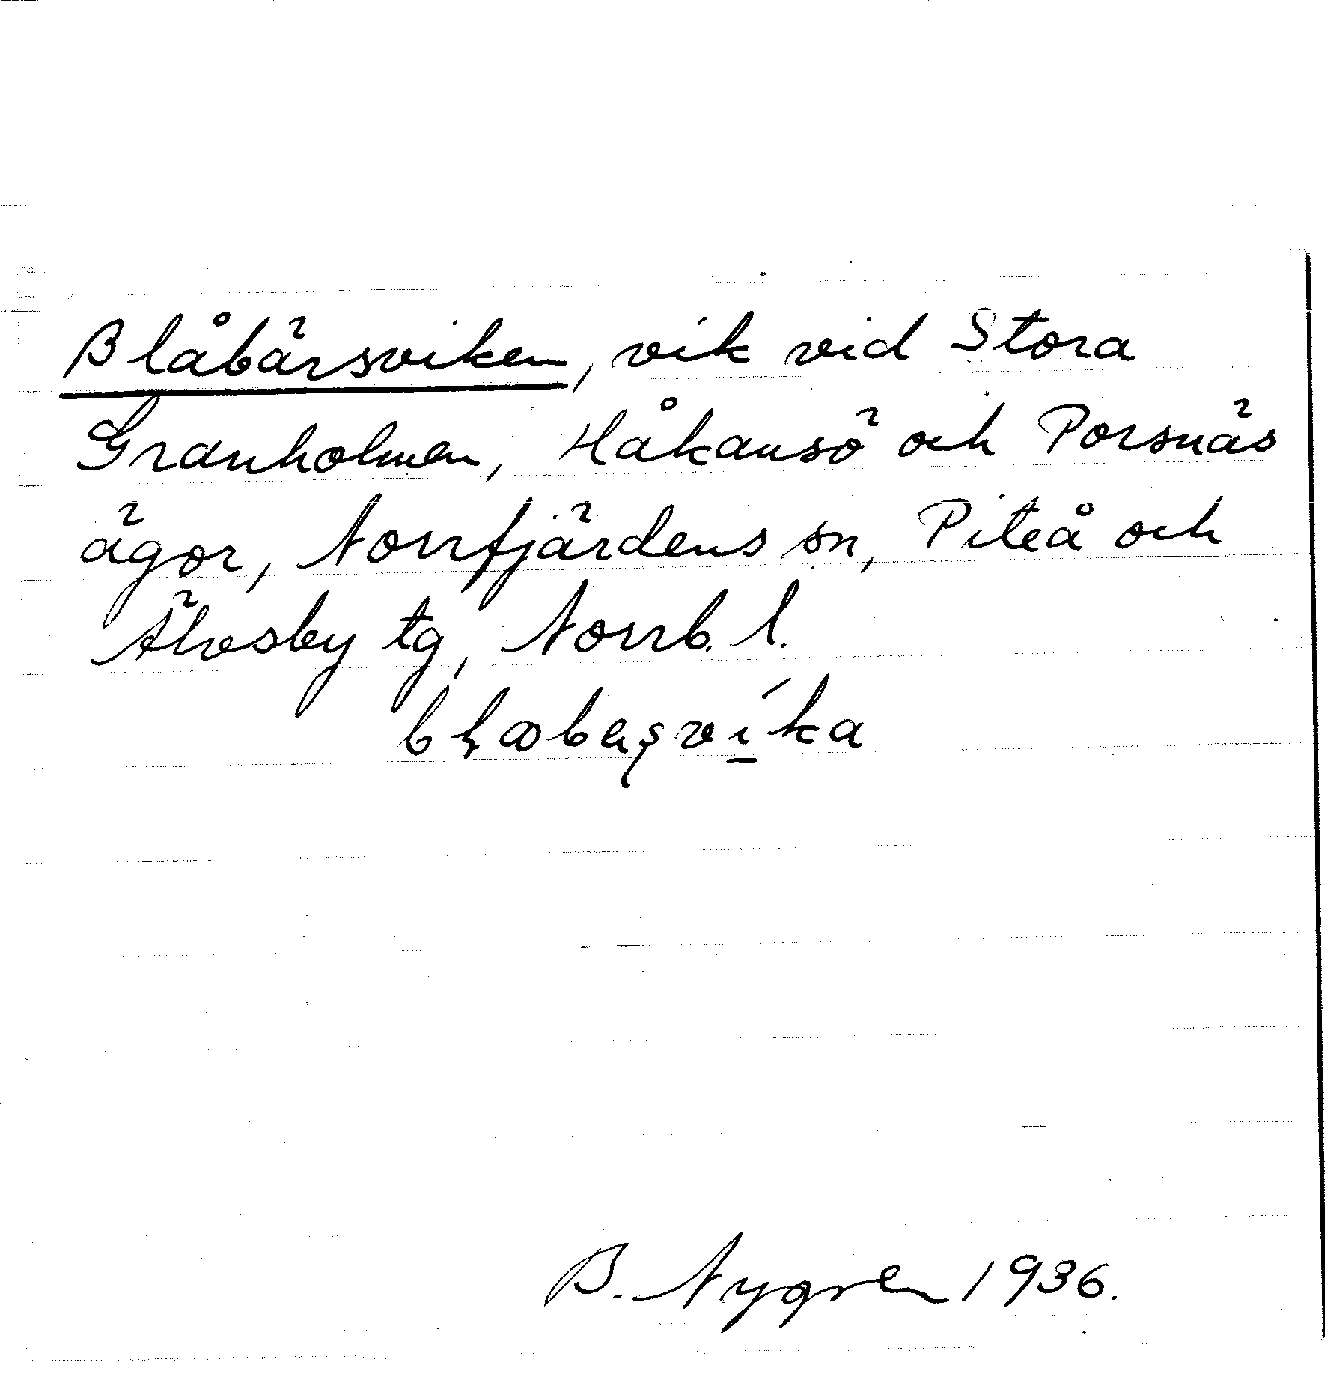 Blåbärsviken, vik vid Stora
Granholmen, Håkansö och Porsnäs
ägor, Norrfjärdens sn, Piteå och
Älvsby tg, Norrb. l.
B. Nygren 1936.